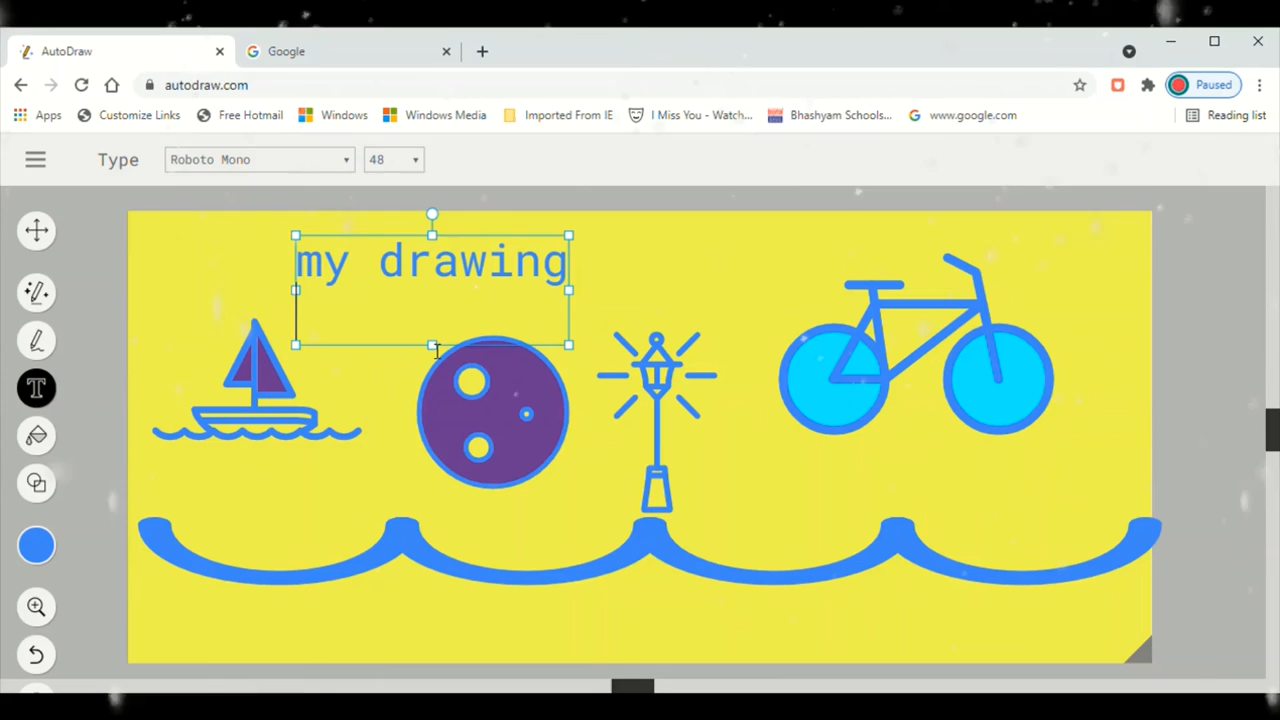 AutoDraw
Google
autodraw.com
Paused
Apps
Customize Links
Free Hotmail
Windows
Windows Media
Imported From IE
I Miss You - Watch...
Bhashyam Schools...
www.google.com
Reading list
Type
Roboto Mono
48
my drawing
T